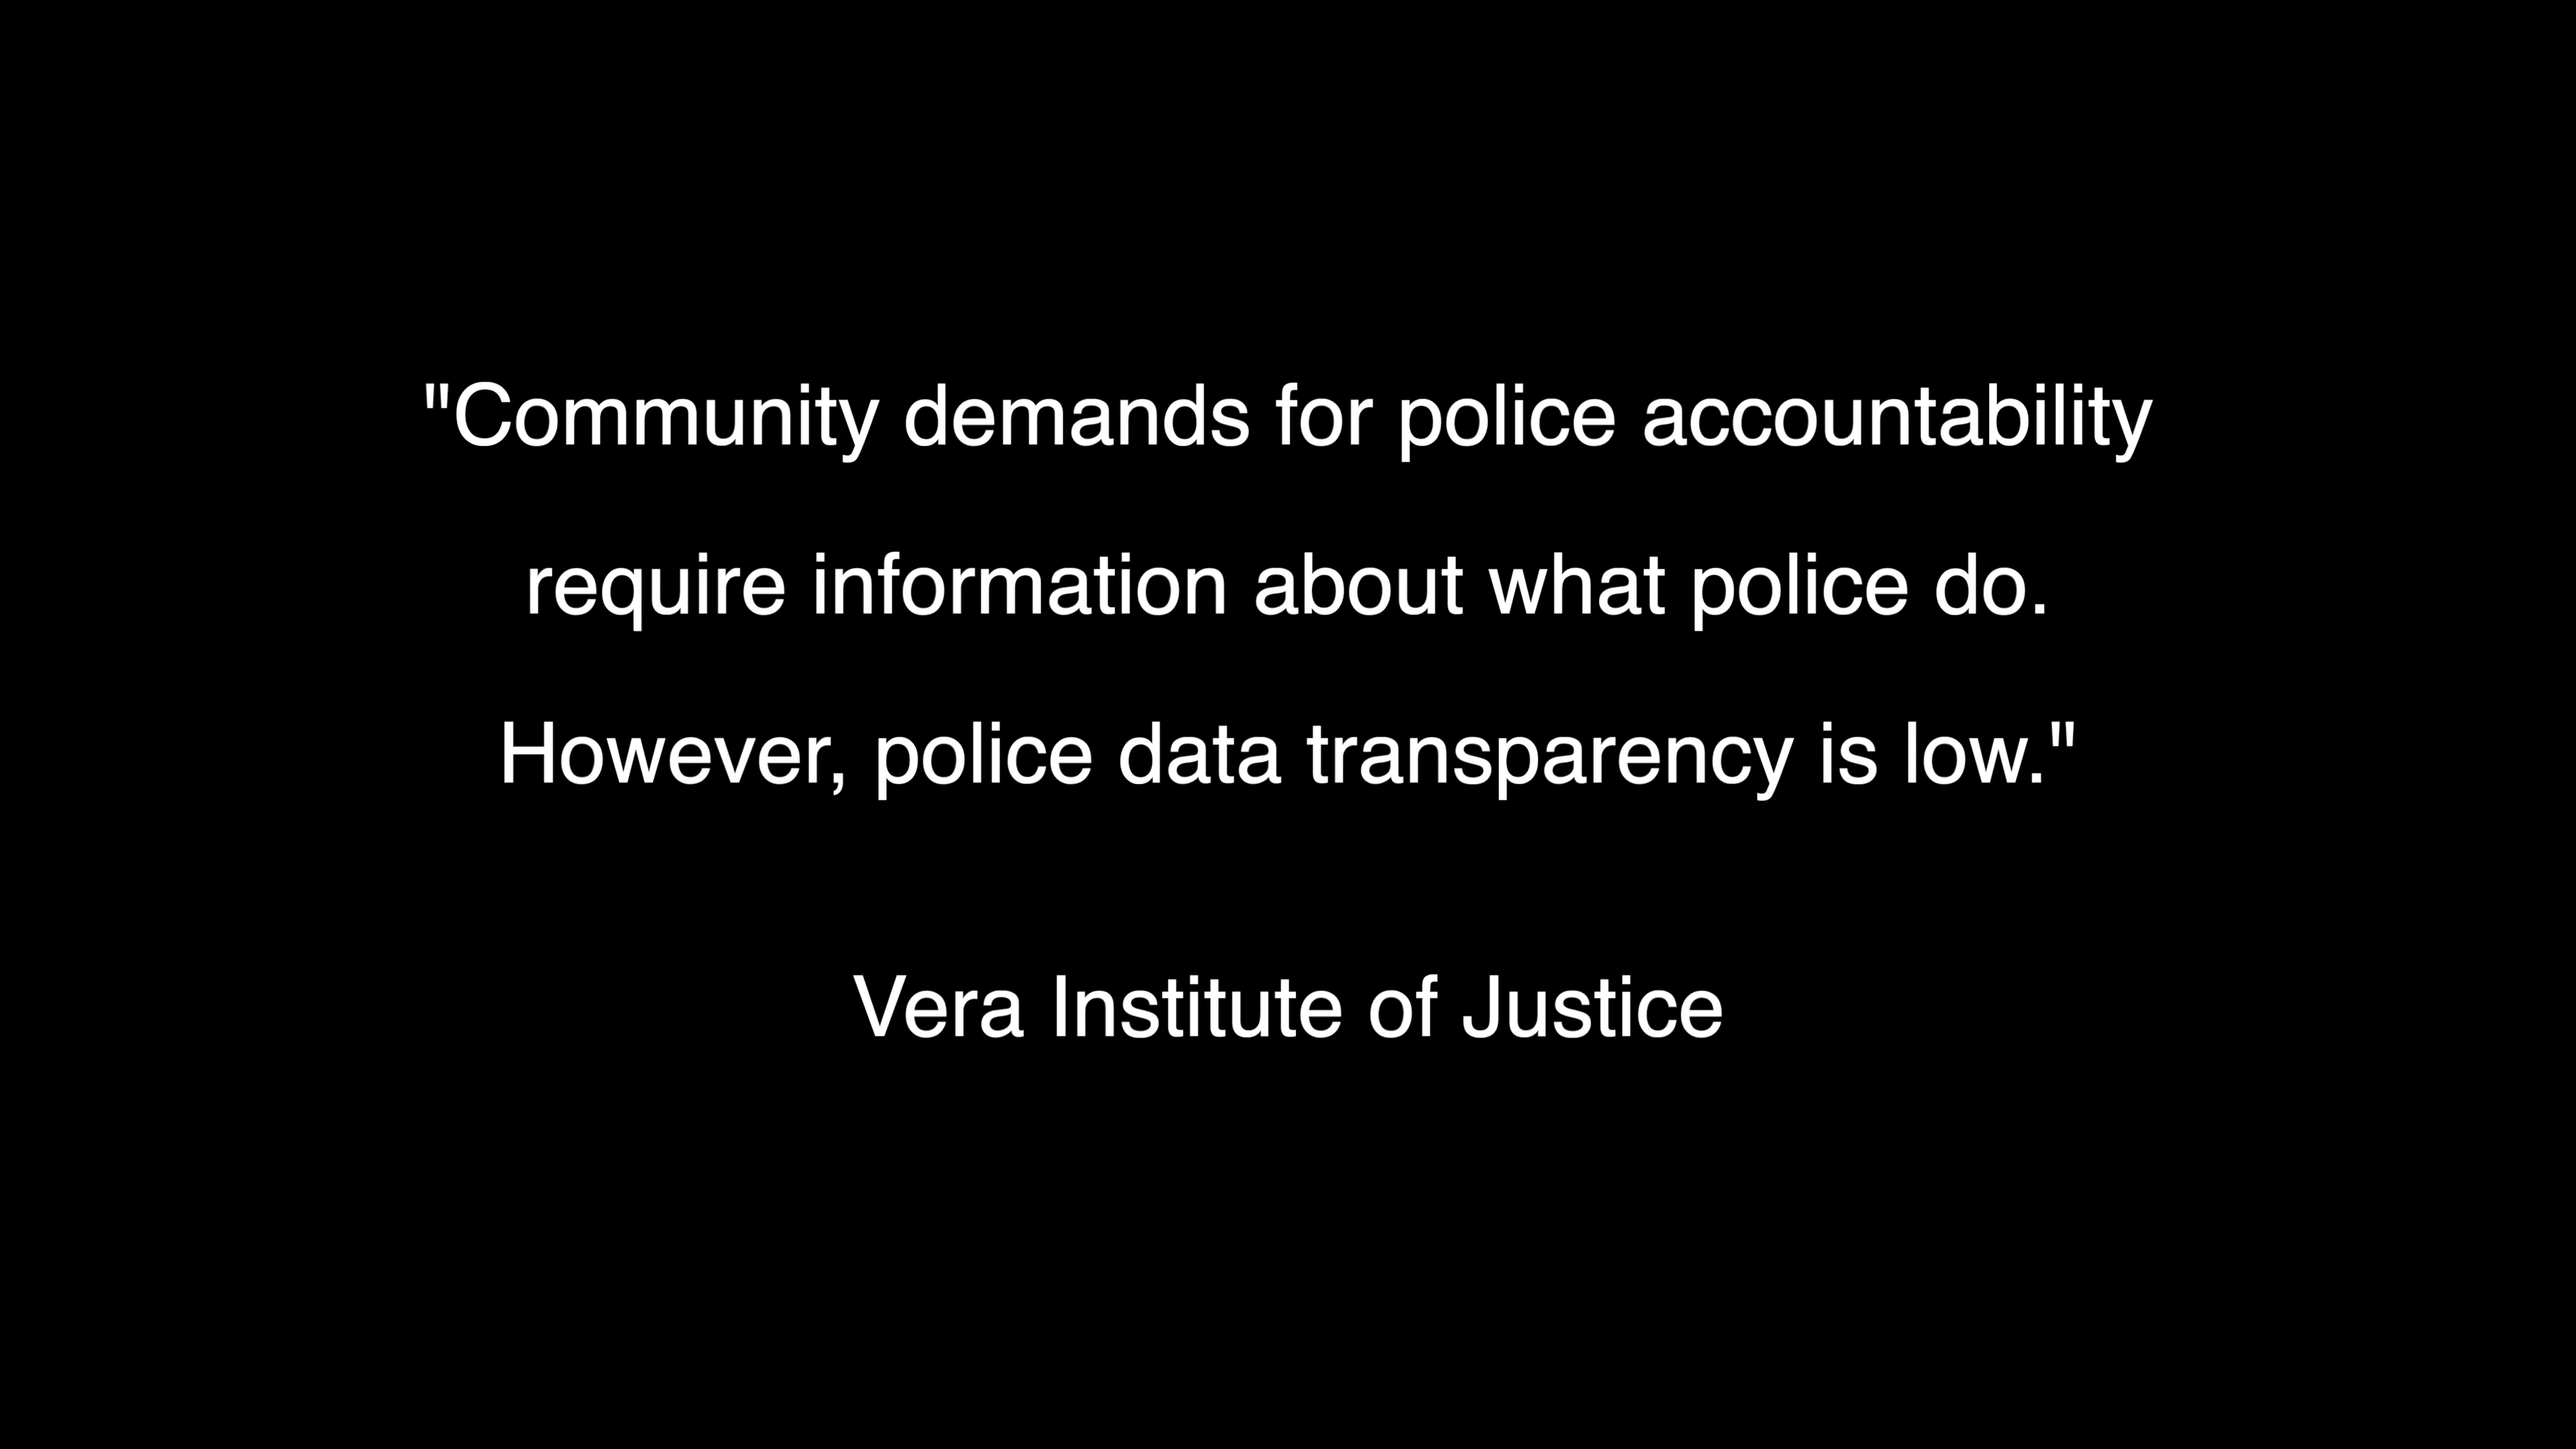 "Community demands for police accountability
require information about what police do.
However, police data transparency is low."
Vera Institute of Justice